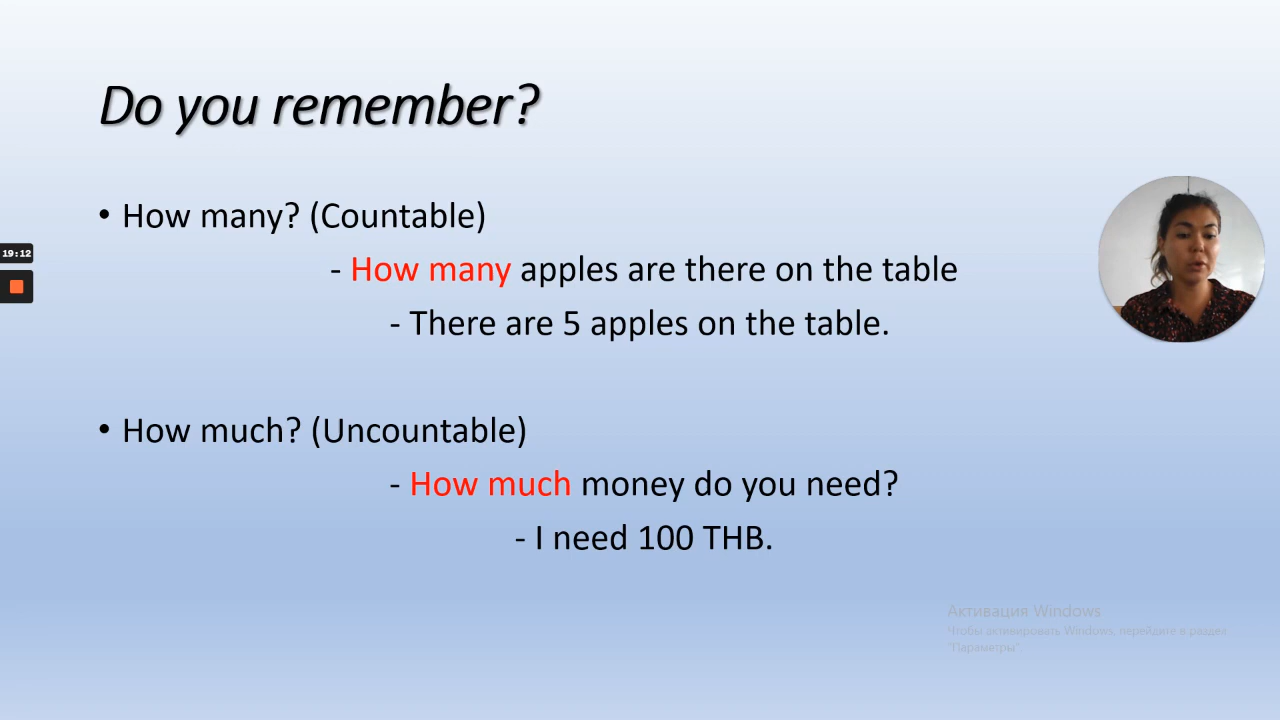 Do you remember?
• How many? (Countable)
- How many apples are there on the table
- There are 5 apples on the table.
• How much? (Uncountable)
- How much money do you need?
- I need 100 THB.
19:12
Активация Windows
Чтобы активировать Windows, перейдите в раздел
"Параметры"